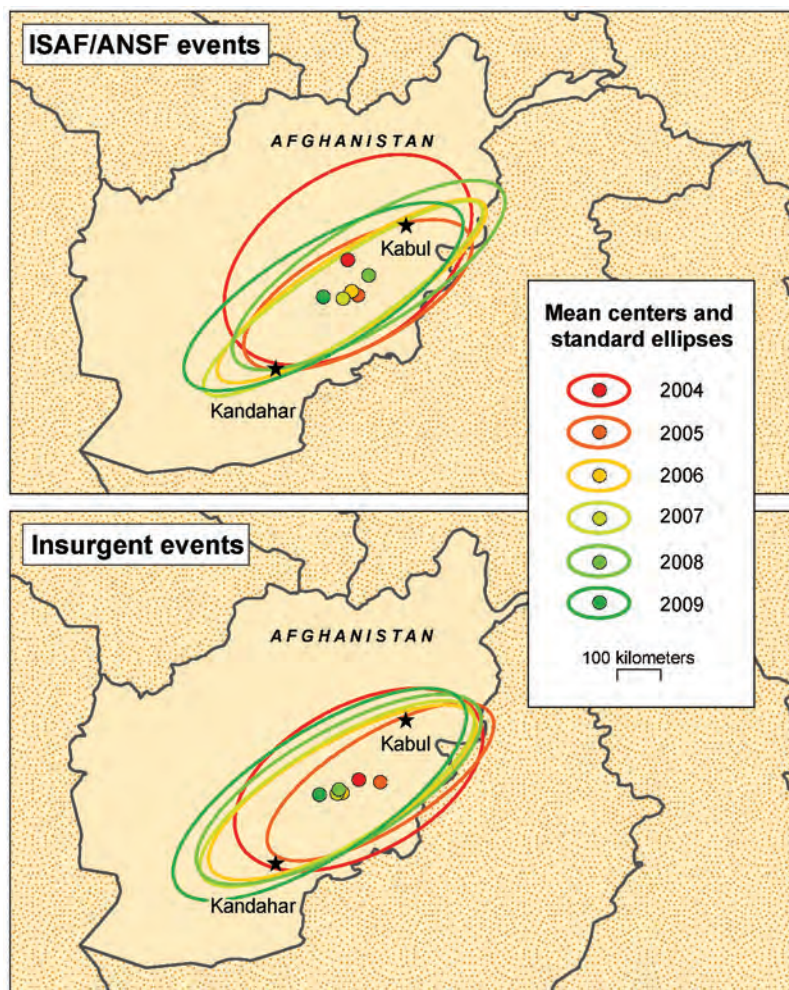 ISAF/ANSF events
AFGHANISTAN
Kabul
Kandahar
Mean centers and
standard ellipses
2004
2005
2006
2007
2008
2009
100 kilometers
Insurgent events
AFGHANISTAN
Kabul
Kandahar